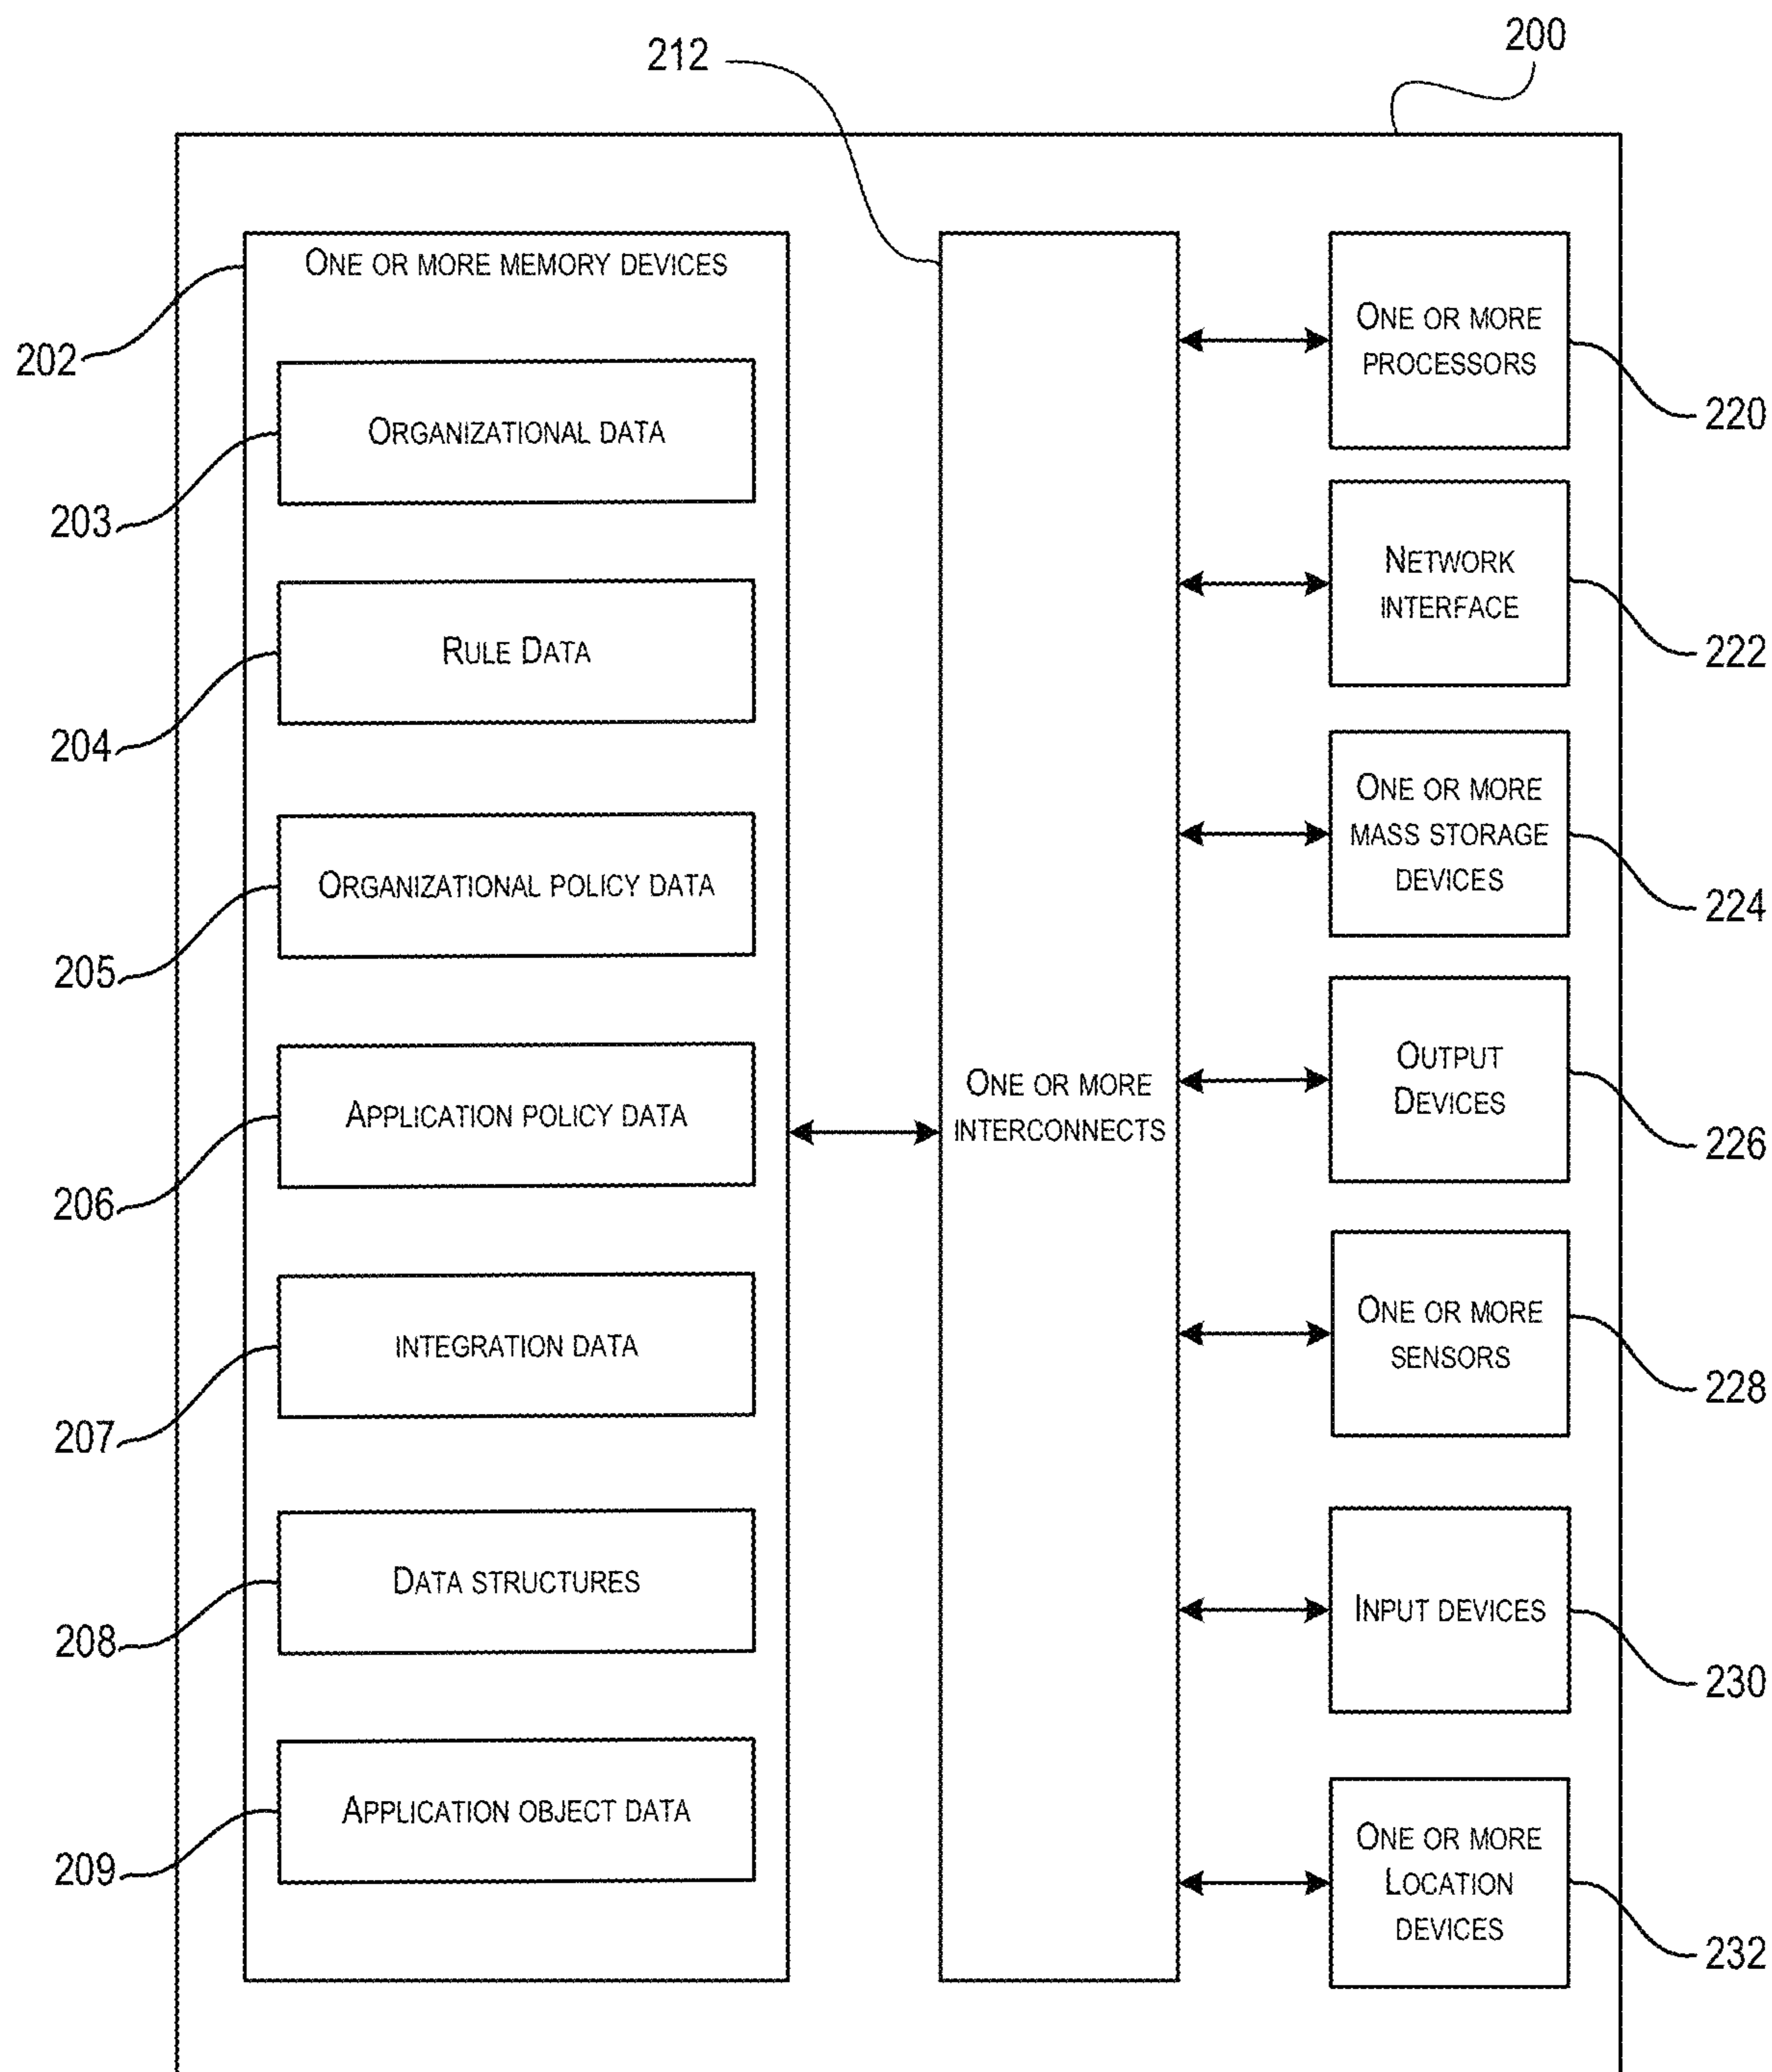 200
212
ONE OR MORE MEMORY DEVICES
202
ORGANIZATIONAL DATA
203
RULE DATA
204
ORGANIZATIONAL POLICY DATA
205
APPLICATION POLICY DATA
206
INTEGRATION DATA
207
DATA STRUCTURES
208
APPLICATION OBJECT DATA
209
ONE OR MORE
INTERCONNECTS
ONE OR MORE
PROCESSORS
220
NETWORK
INTERFACE
222
ONE OR MORE
MASS STORAGE
DEVICES
224
OUTPUT
DEVICES
226
ONE OR MORE
SENSORS
228
INPUT DEVICES
230
ONE OR MORE
LOCATION
DEVICES
232